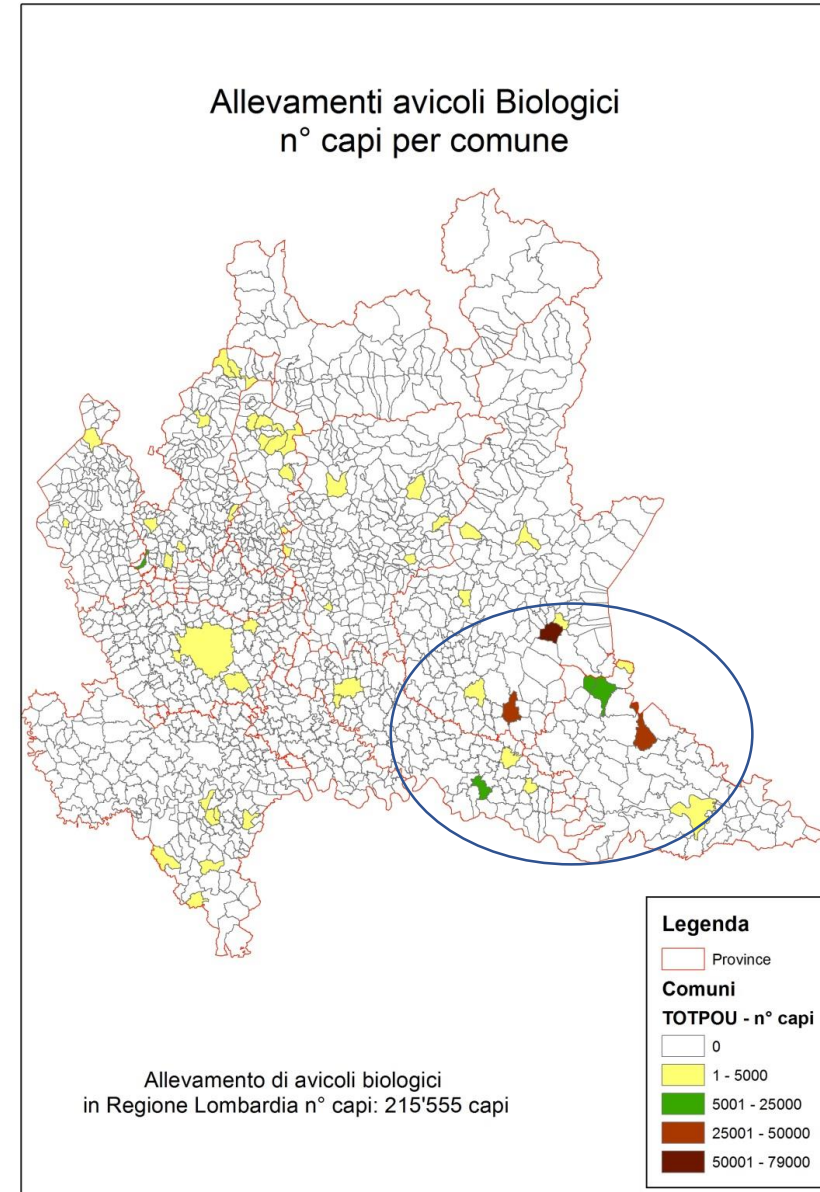 Allevamenti avicoli Biologici
n° capi per comune
Allevamento di avicoli biologici
in Regione Lombardia n° capi: 215'555 capi
Legenda
Province
Comuni
TOTPOU - n° capi
0
1 - 5000
5001 - 25000
25001 - 50000
50001 - 79000